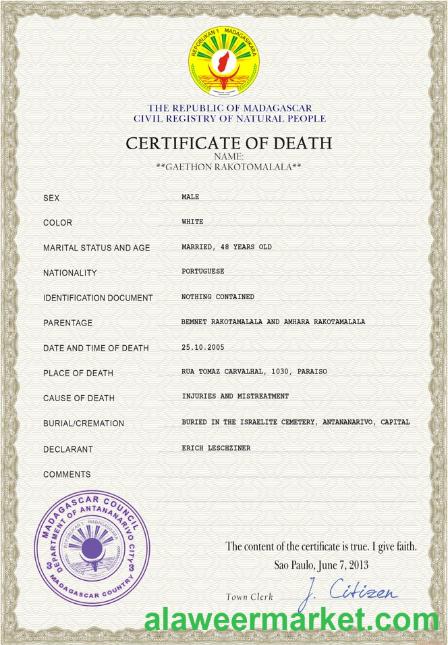 REPOBLIKAN'I MADAGASIKARA
THE REPUBLIC OF MADAGASCAR
CIVIL REGISTRY OF NATURAL PEOPLE
CERTIFICATE OF DEATH
NAME:
**GAETHON RAKOTOMALALA**
SEX MALE
COLOR WHITE
MARITAL STATUS AND AGE MARRIED, 48 YEARS OLD
NATIONALITY PORTUGUESE
IDENTIFICATION DOCUMENT NOTHING CONTAINED
PARENTAGE BEMNET RAKOTAMALALA AND AMHARA RAKOTAMALALA
DATE AND TIME OF DEATH 25.10.2005
PLACE OF DEATH RUA TOMAZ CARVALHAL, 1030, PARAISO
CAUSE OF DEATH INJURIES AND MISTREATMENT
BURIAL/CREMATION BURIED IN THE ISRAELITE CEMETERY, ANTANANARIVO, CAPITAL
DECLARANT ERICH LESCHZINER
COMMENTS
MADAGASCAR COUNCIL
DEPARTMENT OF ANTANANARIVO CITY
MADAGASCAR COUNTRY
The content of the certificate is true. I give faith.
Sao Paulo, June 7, 2013
Town Clerk J. Citizen
alaweermarket.com